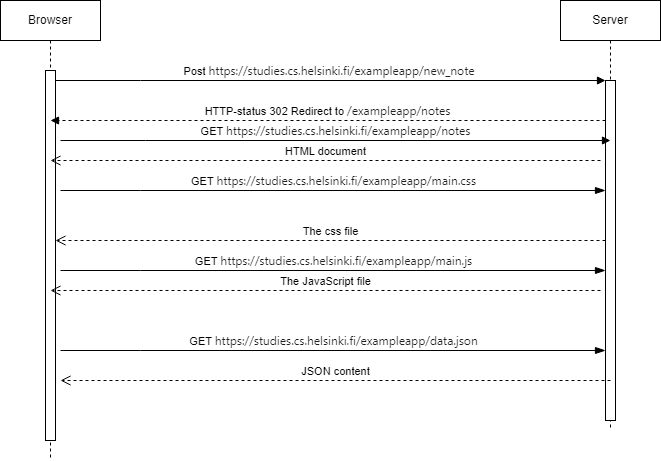 Browser
Server
Post https://studies.cs.helsinki.fi/exampleapp/new_note
HTTP-status 302 Redirect to /exampleapp/notes
GET https://studies.cs.helsinki.fi/exampleapp/notes
HTML document
GET https://studies.cs.helsinki.fi/exampleapp/main.css
The css file
GET https://studies.cs.helsinki.fi/exampleapp/main.js
The JavaScript file
GET https://studies.cs.helsinki.fi/exampleapp/data.json
JSON content